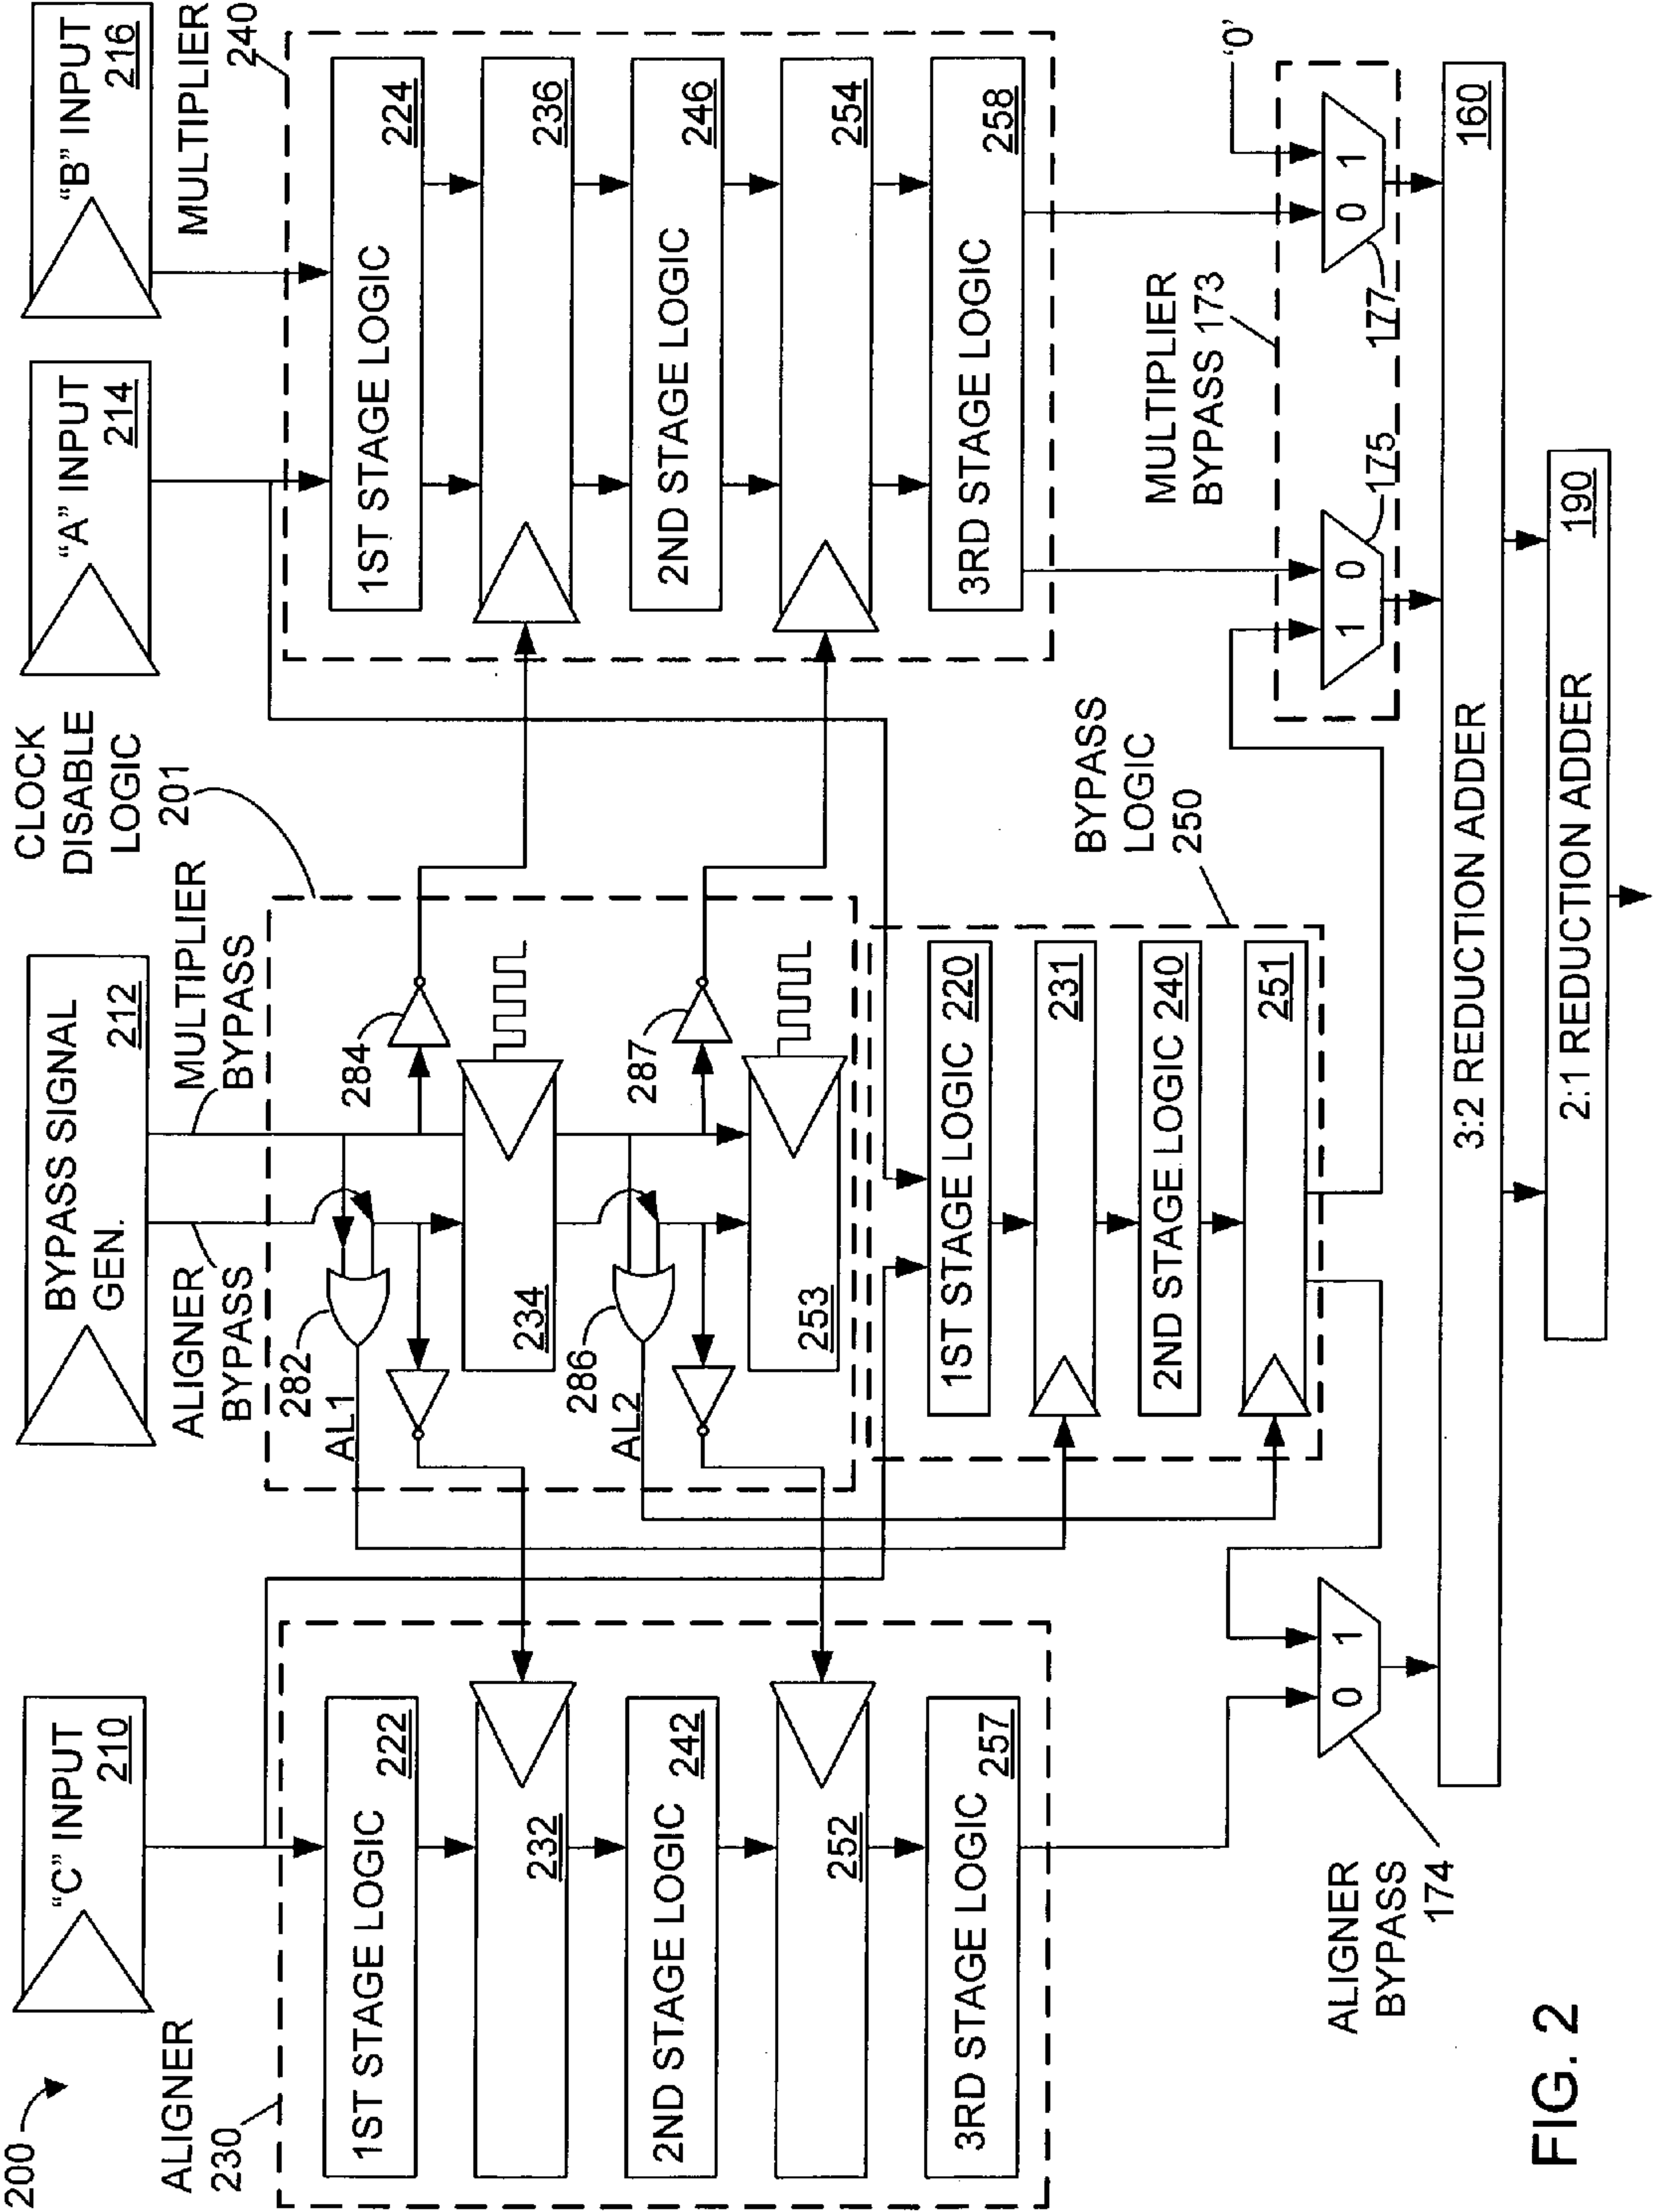 200
"C" INPUT
210
BYPASS SIGNAL
GEN.
212
"A" INPUT
214
"B" INPUT
216
ALIGNER
230
ALIGNER
BYPASS
MULTIPLIER
BYPASS
CLOCK
DISABLE
LOGIC
201
MULTIPLIER
240
1ST STAGE LOGIC
222
232
2ND STAGE LOGIC
242
252
3RD STAGE LOGIC
257
282
AL1
284
234
286
AL2
287
253
1ST STAGE LOGIC
224
236
2ND STAGE LOGIC
246
254
3RD STAGE LOGIC
258
BYPASS
LOGIC
250
1ST STAGE LOGIC 220
231
2ND STAGE LOGIC 240
251
MULTIPLIER
BYPASS 173
'0'
ALIGNER
BYPASS
174
0 1
1 0
175
0 1
177
3:2 REDUCTION ADDER
160
2:1 REDUCTION ADDER
190
FIG. 2